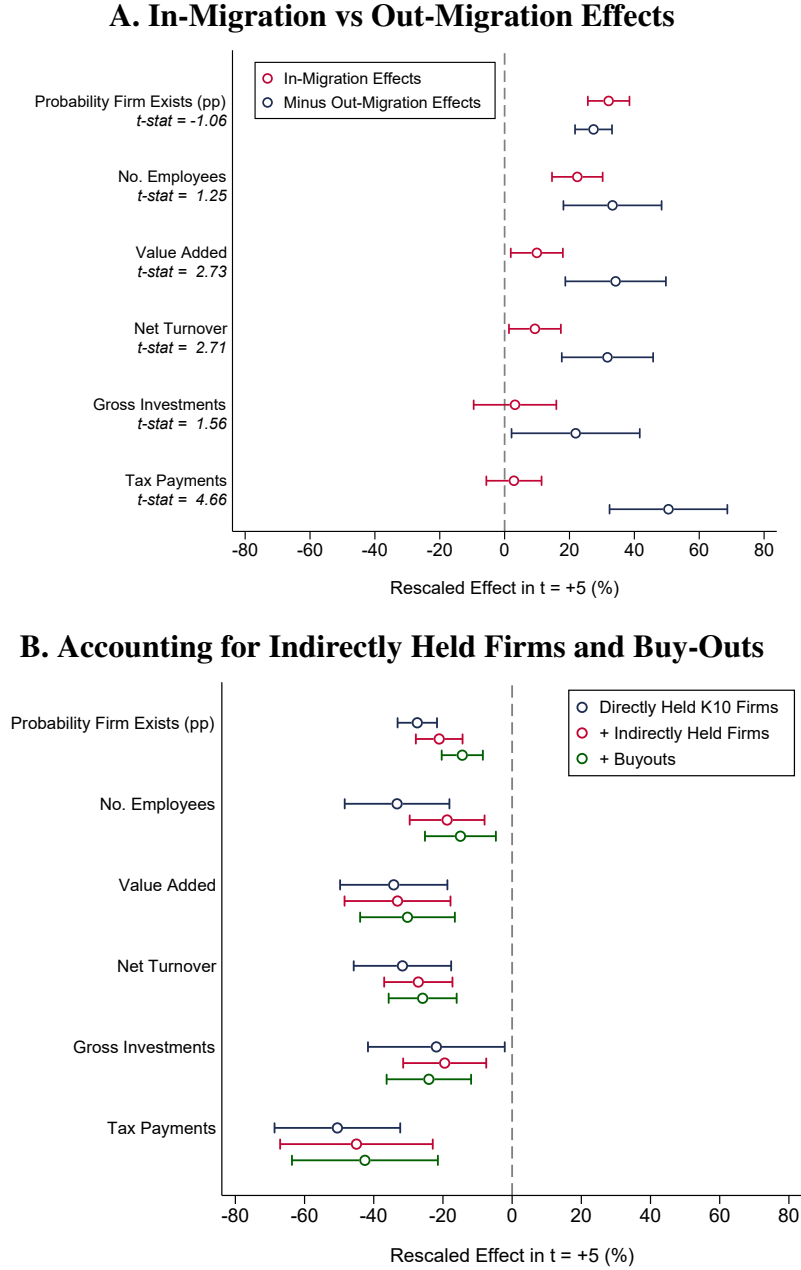 A. In-Migration vs Out-Migration Effects
In-Migration Effects
Minus Out-Migration Effects
Probability Firm Exists (pp)
t-stat = -1.06
No. Employees
t-stat = 1.25
Value Added
t-stat = 2.73
Net Turnover
t-stat = 2.71
Gross Investments
t-stat = 1.56
Tax Payments
t-stat = 4.66
-80 -60 -40 -20 0 20 40 60 80
Rescaled Effect in t = +5 (%)
B. Accounting for Indirectly Held Firms and Buy-Outs
Directly Held K10 Firms
+ Indirectly Held Firms
+ Buyouts
Probability Firm Exists (pp)
No. Employees
Value Added
Net Turnover
Gross Investments
Tax Payments
-80 -60 -40 -20 0 20 40 60 80
Rescaled Effect in t = +5 (%)